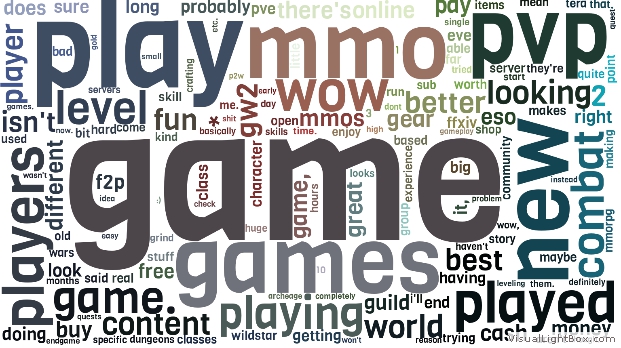 does sure long probably pve there's online pay items mean tera that.
player bad gold small etc. crafting little 1 single eve able far tried pvp quest
play mmo
servers p2w early wow run sub worth server they're start quite point
level skill me. day dont better looking 2
games. now. bit hard come fun * shit basically gw2 open mmos 3 gear ffxiv eso shop makes right
isn't used kind skills time. enjoy high based gameplay making
players wasn't different f2p idea class check character game, hours great looks group experience big it, problem community new instead combat mmorpg
game
:) easy grind huge wow, story maybe
old wars stuff games 10 haven't best
look months said real free archeage completely having leveling them. definitely
game. quests playing guild i'll end played
doing buy content wildstar getting won't world reason trying cash money
endgame specific dungeons classes
VisualLightBox.com